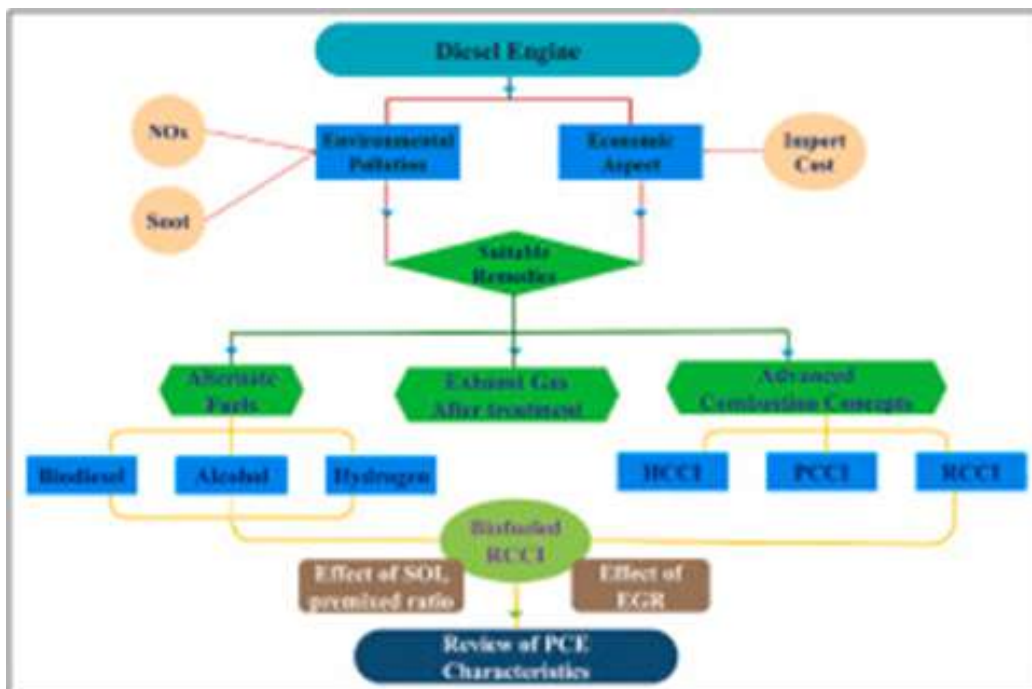 Diesel Engine
NOx
Environmental
Pollution
Economic
Aspect
Import
Cost
Soot
Suitable
Remedies
Alternate
Fuels
Exhaust Gas
After treatment
Advanced
Combustion Concepts
Biodiesel
Alcohol
Hydrogen
HCCI
PCCI
RCCI
RCCI
Effect of
premixed ratio
Effect of
EGR
Review of PCE
Characteristics